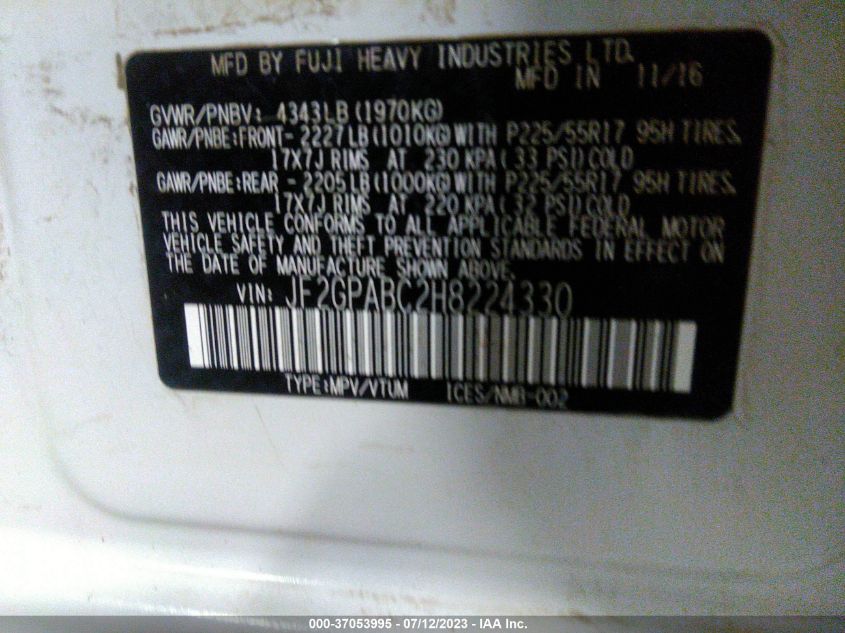 MFD BY FUJI HEAVY INDUSTRIES LTD.
MFD IN 11/16
GVWR/PNBV: 4343LB (1970KG)
GAWR/PNBE:FRONT- 2227LB(1010KG)WITH P225/55R17 95H TIRES.
17X7J RIMS AT 230 KPA(33 PSI)COLD
GAWR/PNBE:REAR - 2205LB(1000KG)WITH P225/55R17 95H TIRES.
17X7J RIMS AT 220 KPA(32 PSI)COLD
THIS VEHICLE CONFORMS TO ALL APPLICABLE FEDERAL MOTOR
VEHICLE SAFETY AND THEFT PREVENTION STANDARDS IN EFFECT ON
THE DATE OF MANUFACTURE SHOWN ABOVE.
VIN: JF2GPABC2H8224330
TYPE:MPV/VTUM ICES/NMB-002
000-37053995 - 07/12/2023 - IAA Inc.